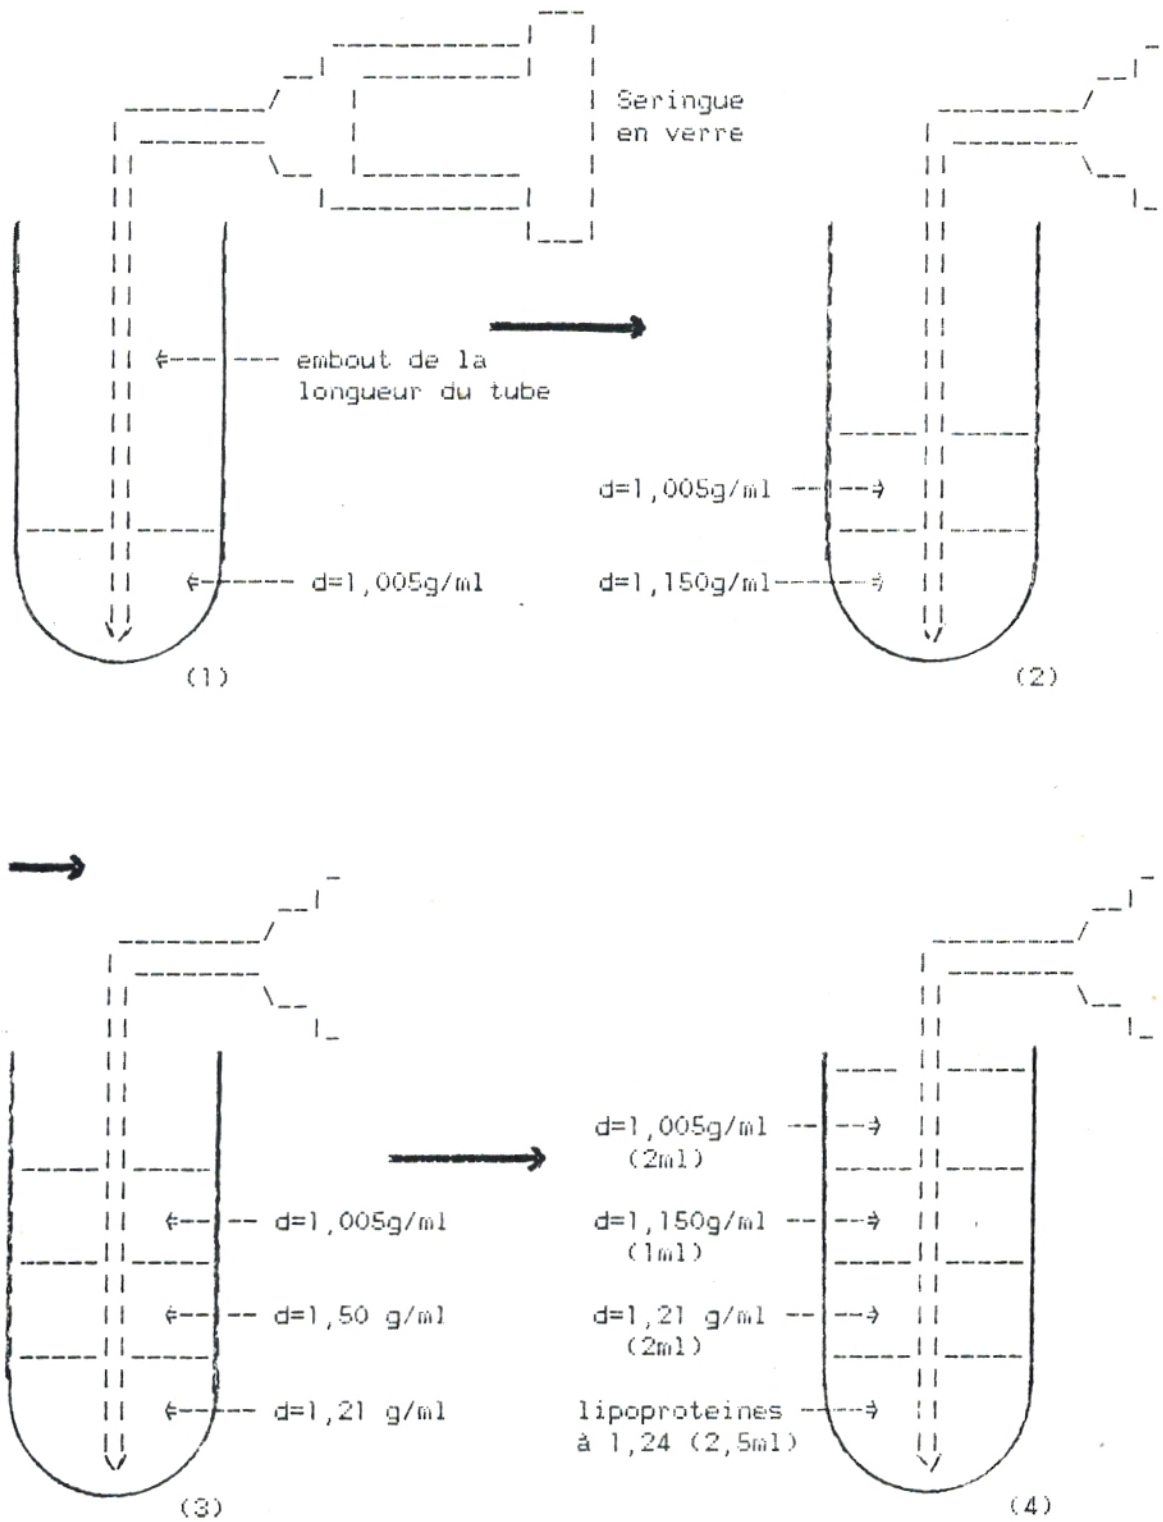 Seringue
en verre
embout de la
longueur du tube
d=1,005g/ml
(1)
d=1,005g/ml
d=1,150g/ml
(2)
d=1,005g/ml
d=1,50 g/ml
d=1,21 g/ml
(3)
d=1,005g/ml
(2ml)
d=1,150g/ml
(1ml)
d=1,21 g/ml
(2ml)
lipoproteines
à 1,24 (2,5ml)
(4)